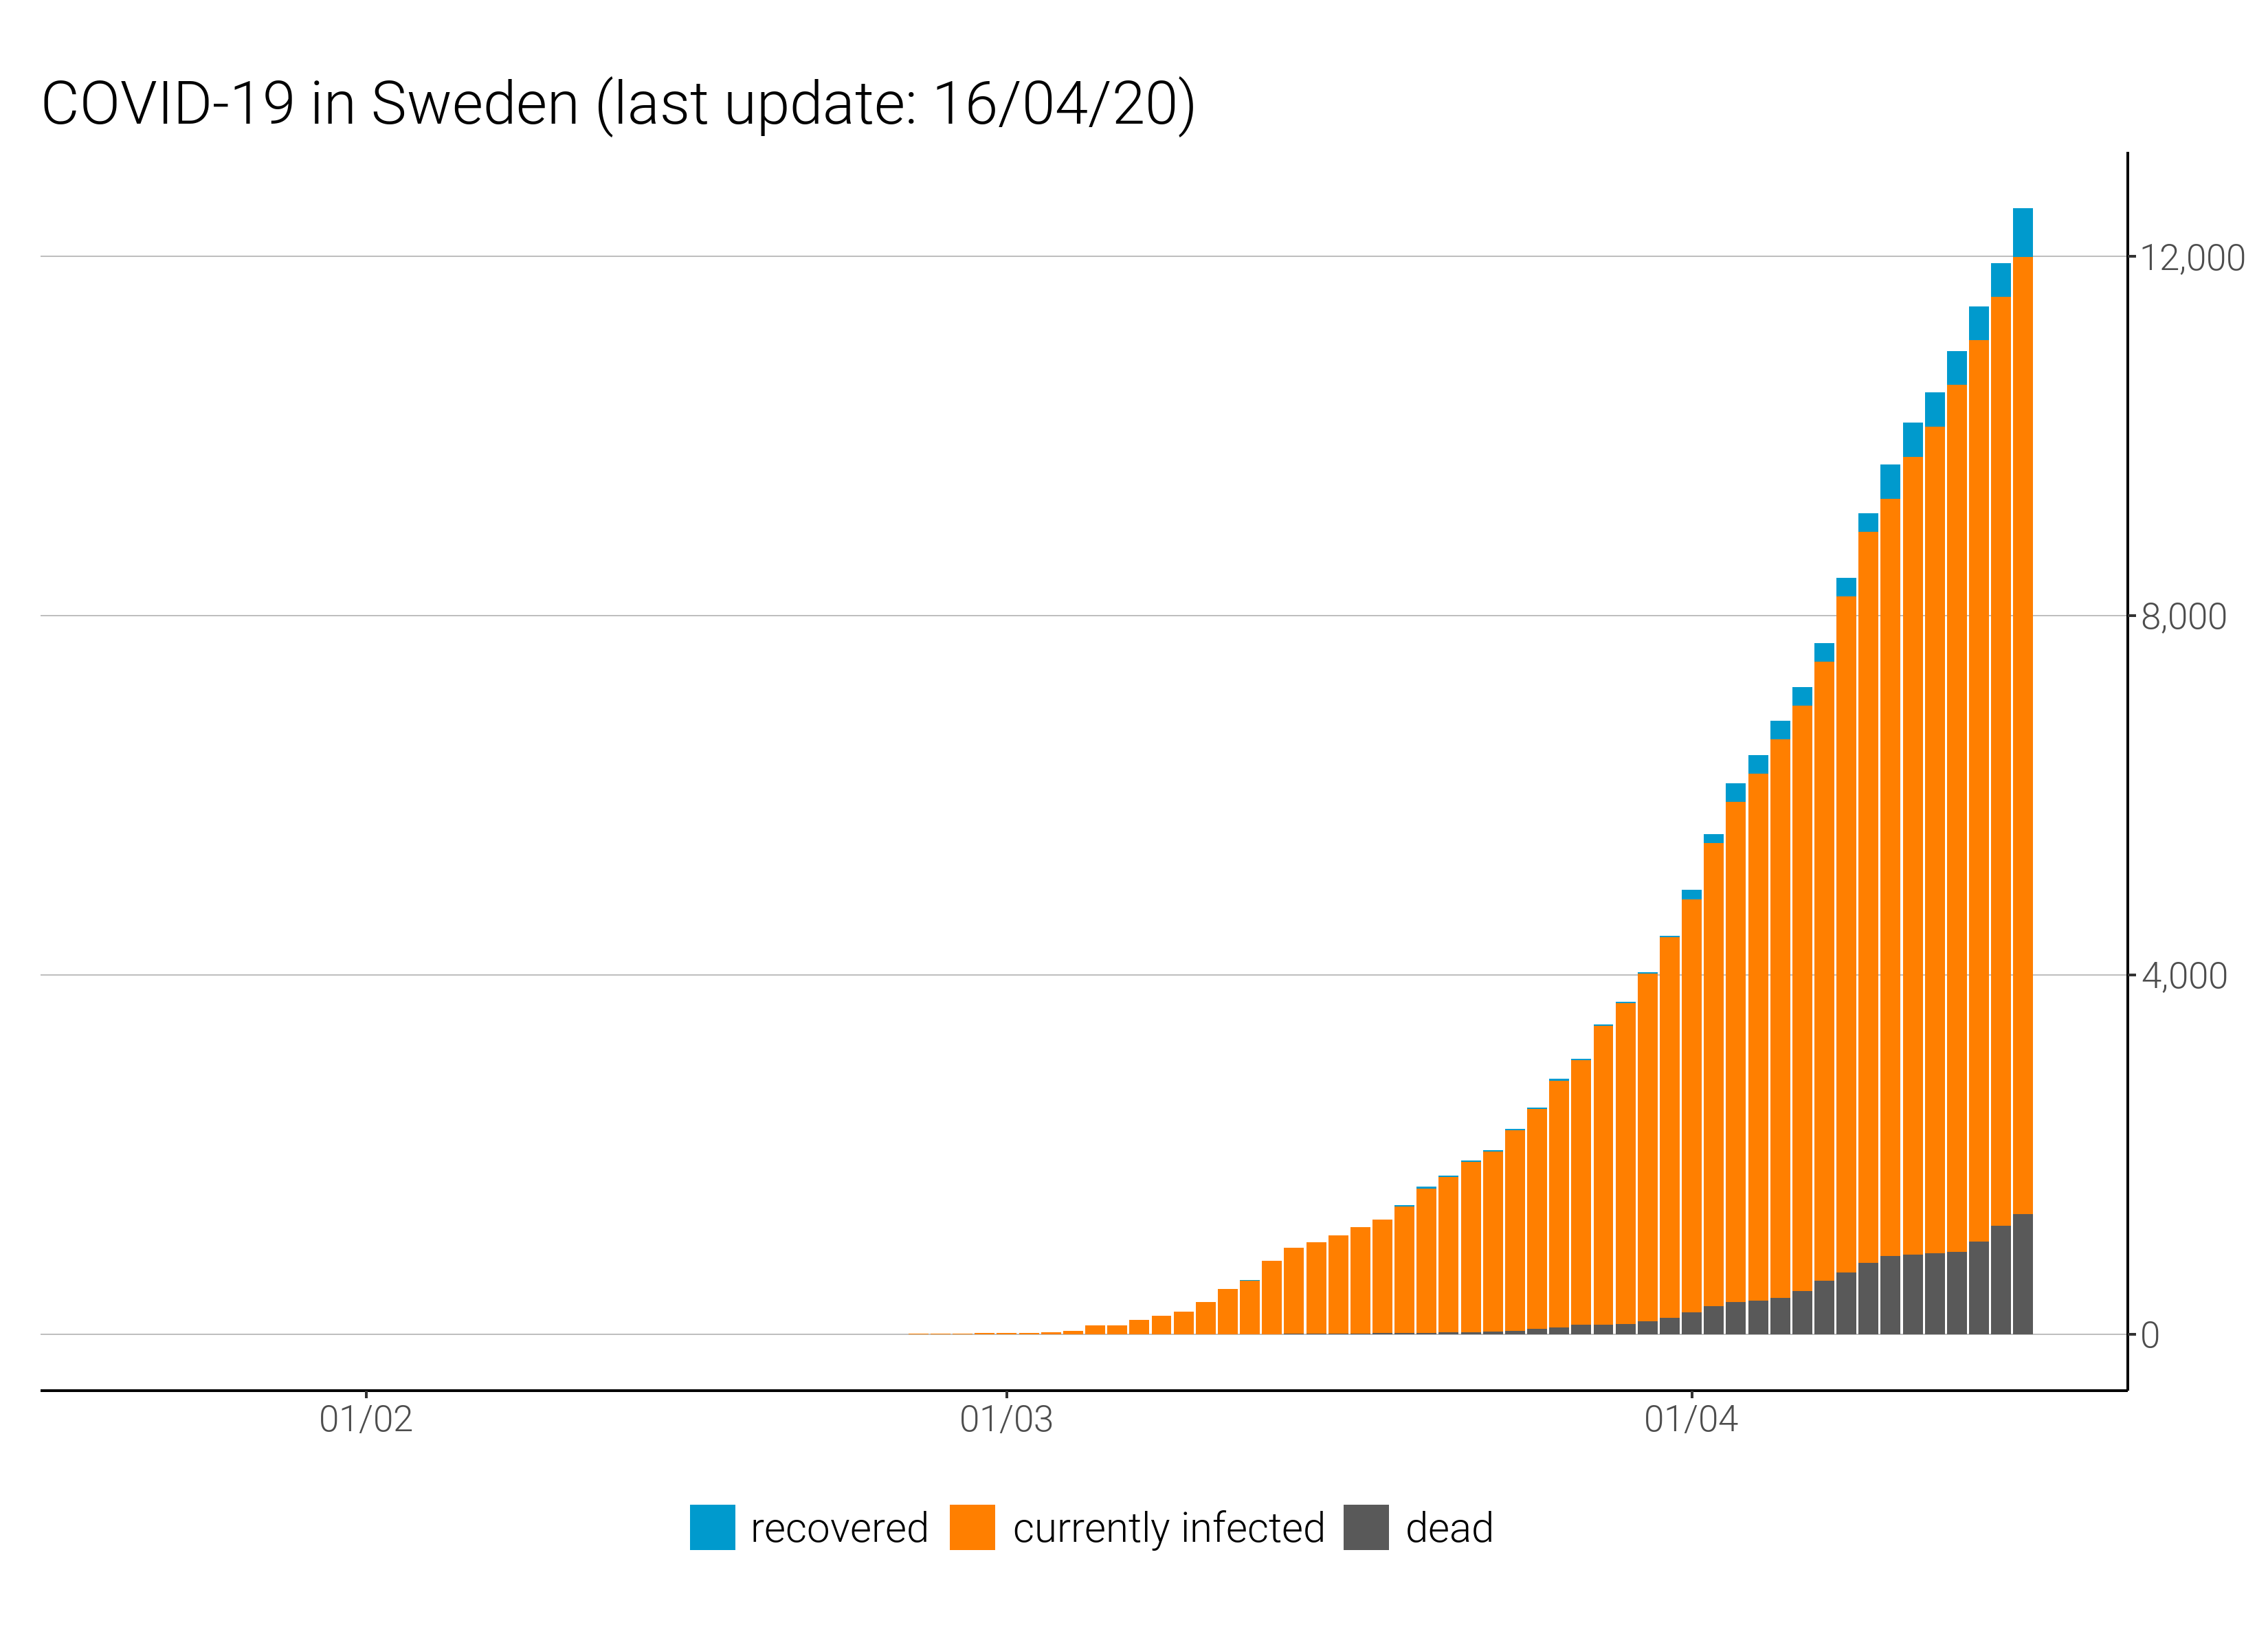 COVID-19 in Sweden (last update: 16/04/20)
12,000
8,000
4,000
0
01/02 01/03 01/04
recovered currently infected dead